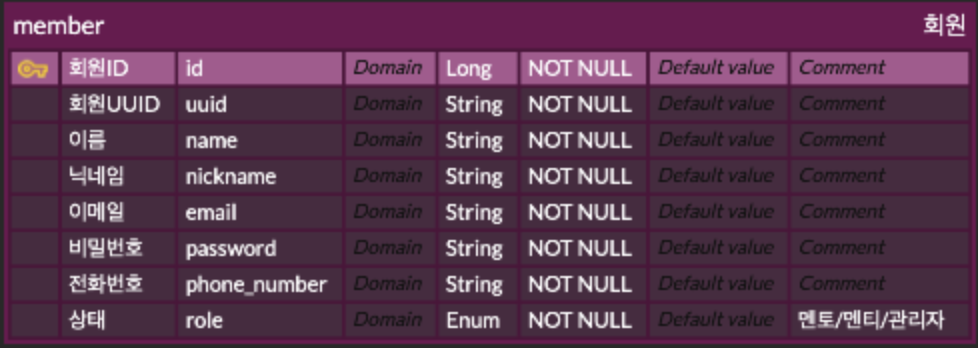 member 회원
회원ID id Domain Long NOT NULL Default value Comment
회원UUID uuid Domain String NOT NULL Default value Comment
이름 name Domain String NOT NULL Default value Comment
닉네임 nickname Domain String NOT NULL Default value Comment
이메일 email Domain String NOT NULL Default value Comment
비밀번호 password Domain String NOT NULL Default value Comment
전화번호 phone_number Domain String NOT NULL Default value Comment
상태 role Domain Enum NOT NULL Default value 멘토/멘티/관리자